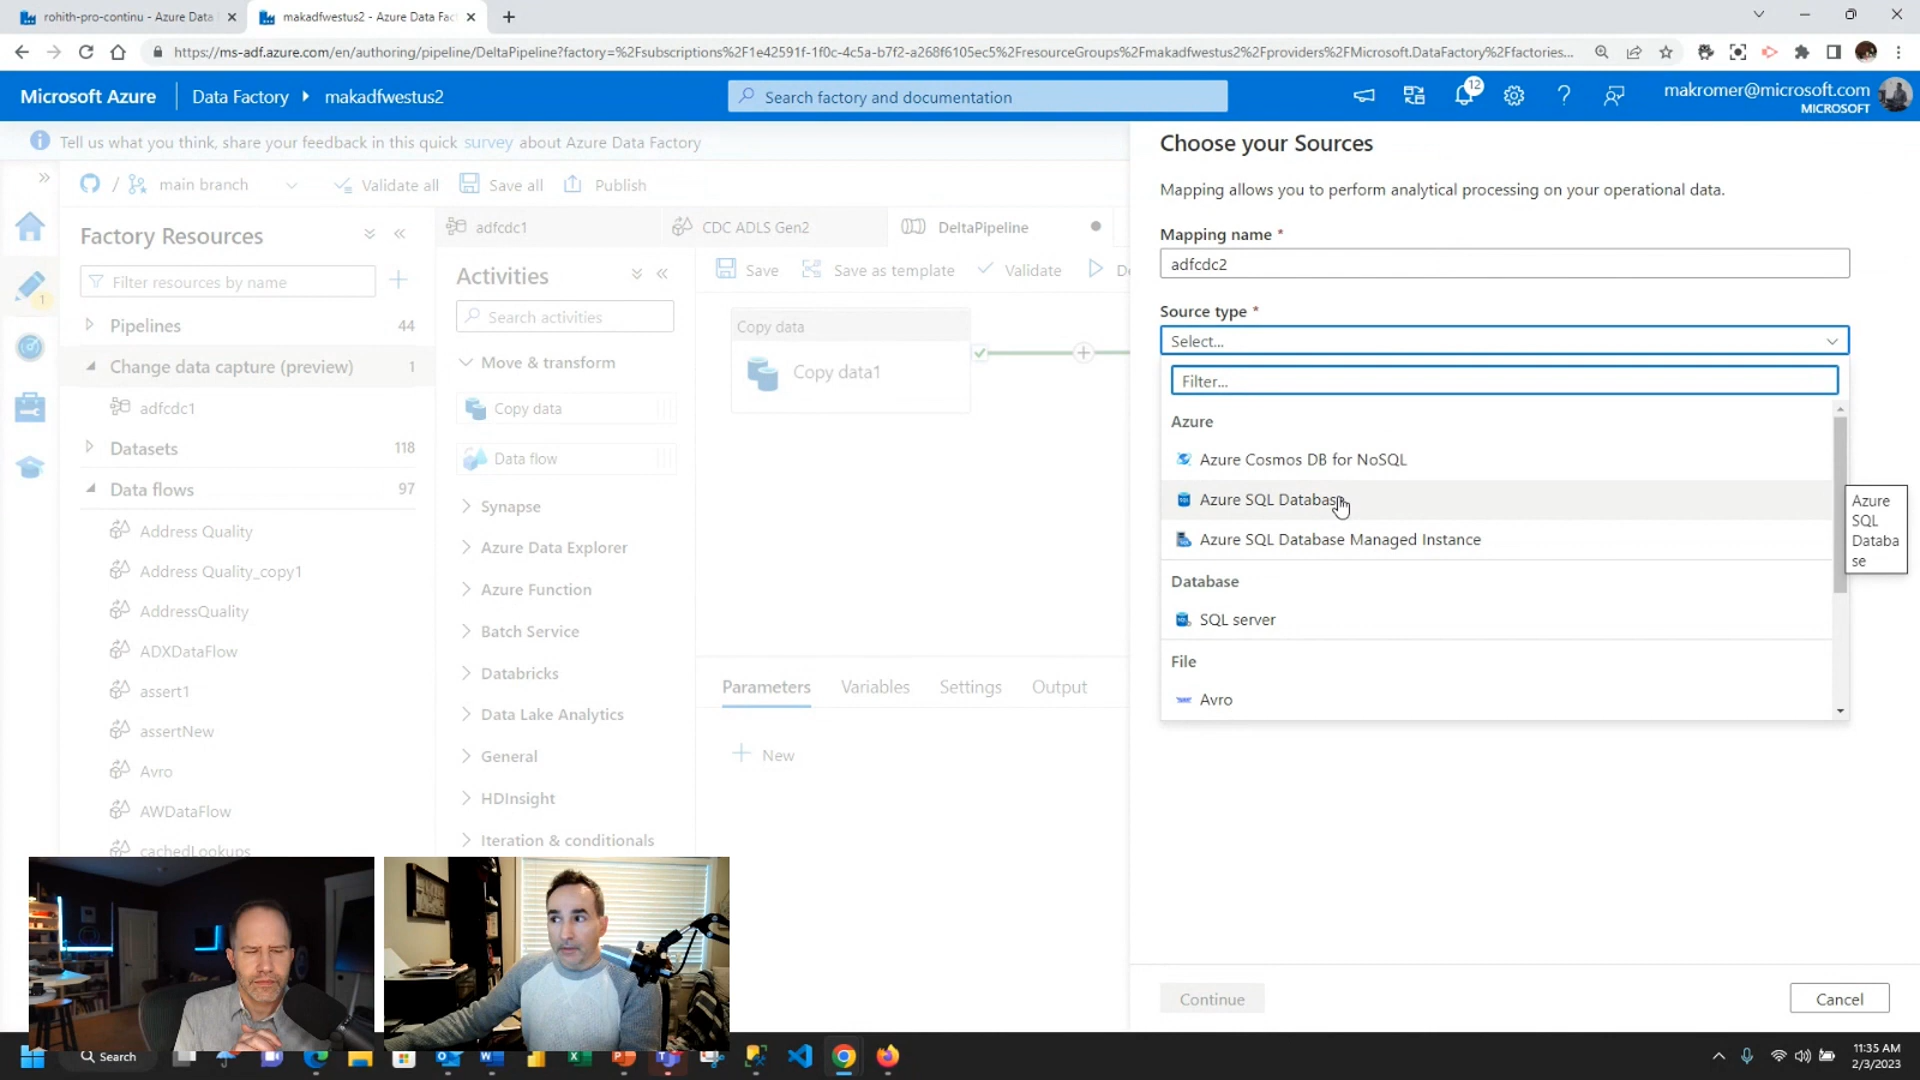 rohith-pro-continu - Azure Data
makadfwestus2 - Azure Data Fact
https://ms-adf.azure.com/en/authoring/pipeline/DeltaPipeline?factory=%2Fsubscriptions%2F1e42591f-1f0c-4c5a-b7f2-a268f6105ec5%2FresourceGroups%2Fmakadfwestus2%2Fproviders%2FMicrosoft.DataFactory%2Ffactories...
Microsoft Azure
Data Factory
makadfwestus2
Search factory and documentation
12
makromer@microsoft.com
MICROSOFT
Tell us what you think, share your feedback in this quick survey about Azure Data Factory
/ main branch
Validate all
Save all
Publish
Factory Resources
Filter resources by name
Pipelines 44
Change data capture (preview) 1
adfcdc1
Datasets 118
Data flows 97
Address Quality
Address Quality_copy1
AddressQuality
ADXDataFlow
assert1
assertNew
Avro
AWDataFlow
cachedLookups
1
adfcdc1
CDC ADLS Gen2
DeltaPipeline
Activities
Search activities
Move & transform
Copy data
Data flow
Synapse
Azure Data Explorer
Azure Function
Batch Service
Databricks
Data Lake Analytics
General
HDInsight
Iteration & conditionals
Save
Save as template
Validate
De
Copy data
Copy data1
Parameters
Variables
Settings
Output
New
Choose your Sources
Mapping allows you to perform analytical processing on your operational data.
Mapping name *
adfcdc2
Source type *
Select...
Filter...
Azure
Azure Cosmos DB for NoSQL
Azure SQL Database
Azure SQL Database Managed Instance
Database
SQL server
File
Avro
Azure
SQL
Databa
se
Continue
Cancel
Search
11:35 AM
2/3/2023